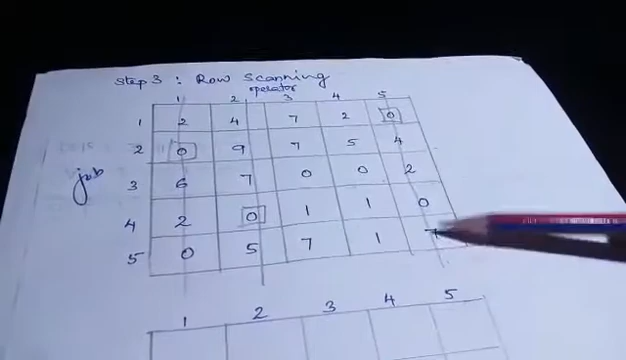 Step 3 : Row Scanning
operator
1 2 3 4 5
1 2 4 7 2 0
2 0 9 7 5 4
job
3 6 7 0 0 2
4 2 0 1 1 0
5 0 5 7 1 7
1 2 3 4 5